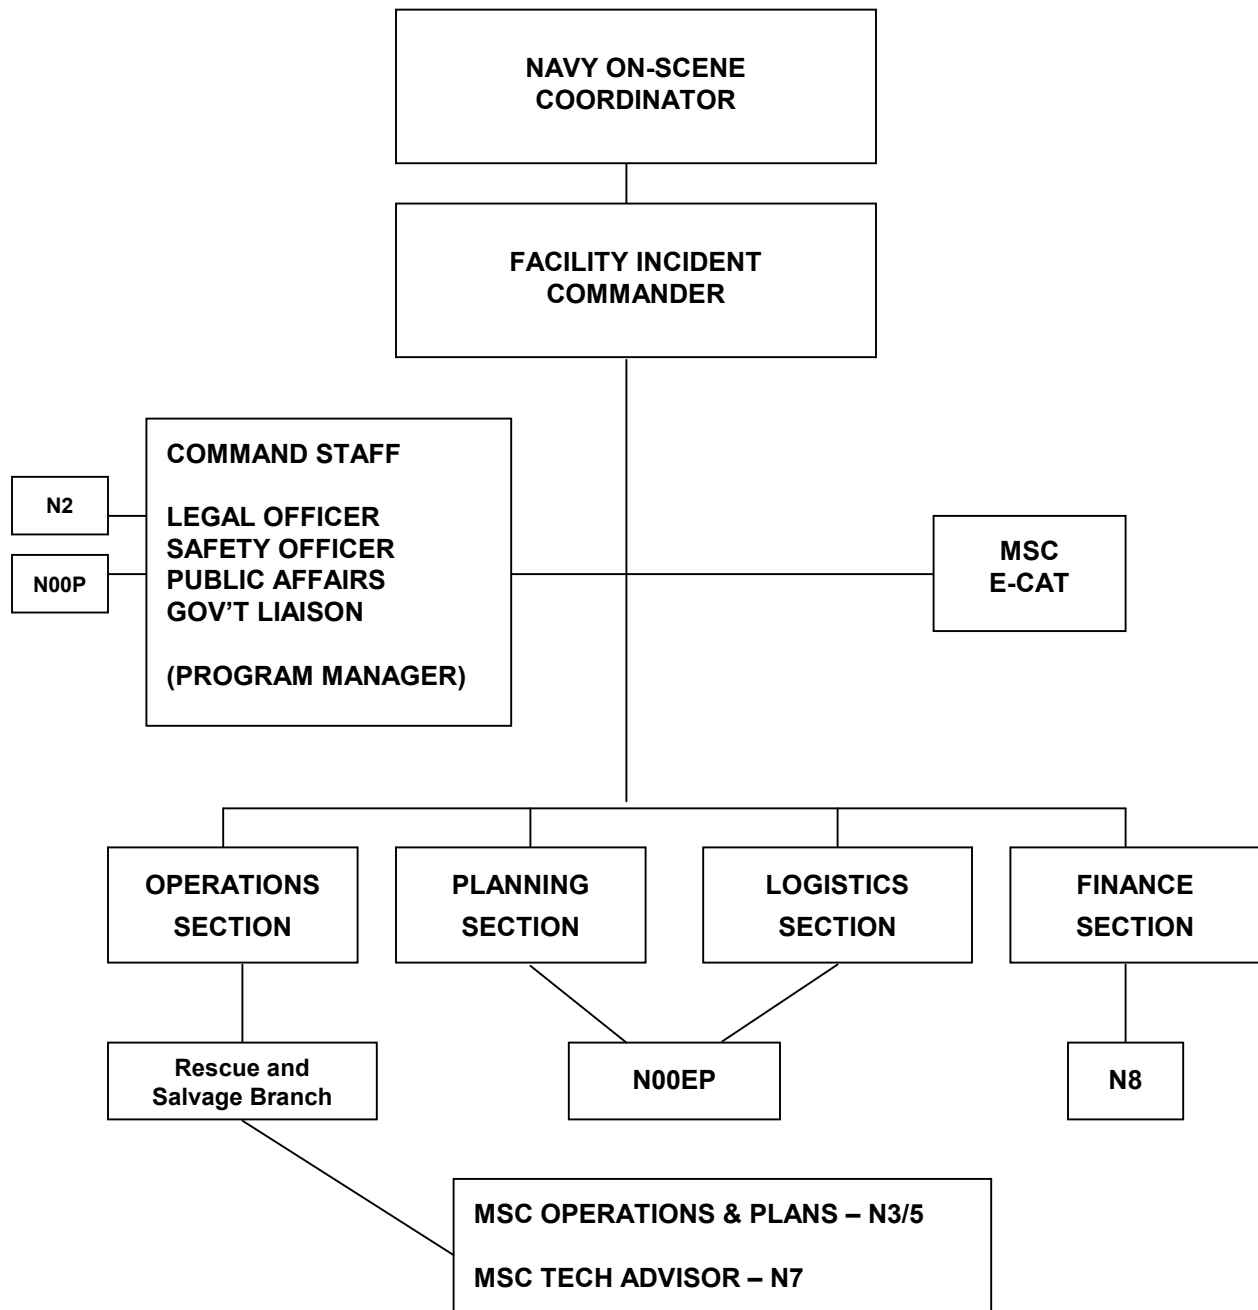 NAVY ON-SCENE
COORDINATOR
FACILITY INCIDENT
COMMANDER
COMMAND STAFF
LEGAL OFFICER
SAFETY OFFICER
PUBLIC AFFAIRS
GOV’T LIAISON
(PROGRAM MANAGER)
N2
N00P
MSC
E-CAT
OPERATIONS
SECTION
PLANNING
SECTION
LOGISTICS
SECTION
FINANCE
SECTION
Rescue and
Salvage Branch
N00EP
N8
MSC OPERATIONS & PLANS – N3/5
MSC TECH ADVISOR – N7